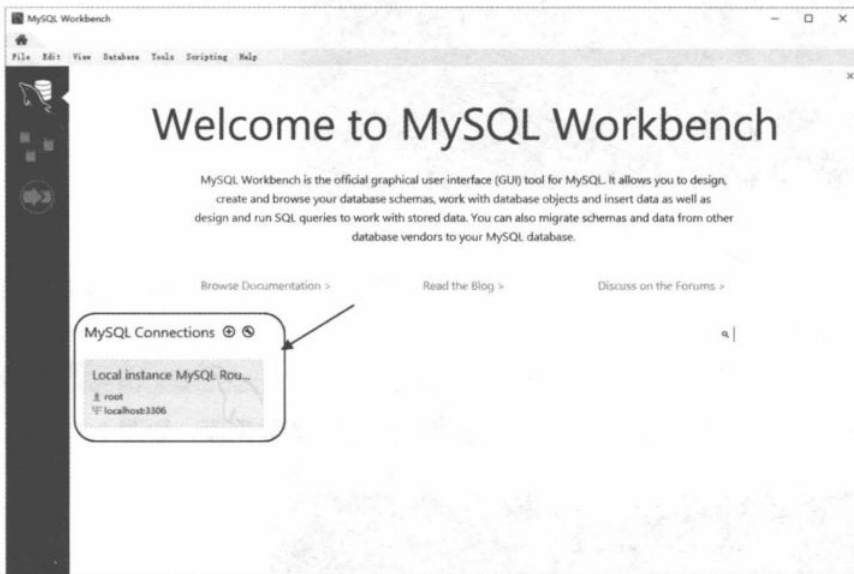 MySQL Workbench
File Edit View Database Tools Scripting Help
Welcome to MySQL Workbench
MySQL Workbench is the official graphical user interface (GUI) tool for MySQL. It allows you to design,
create and browse your database schemas, work with database objects and insert data as well as
design and run SQL queries to work with stored data. You can also migrate schemas and data from other
database vendors to your MySQL database.
Browse Documentation >
Read the Blog >
Discuss on the Forums >
MySQL Connections
Local instance MySQL Rou...
root
localhost:3306